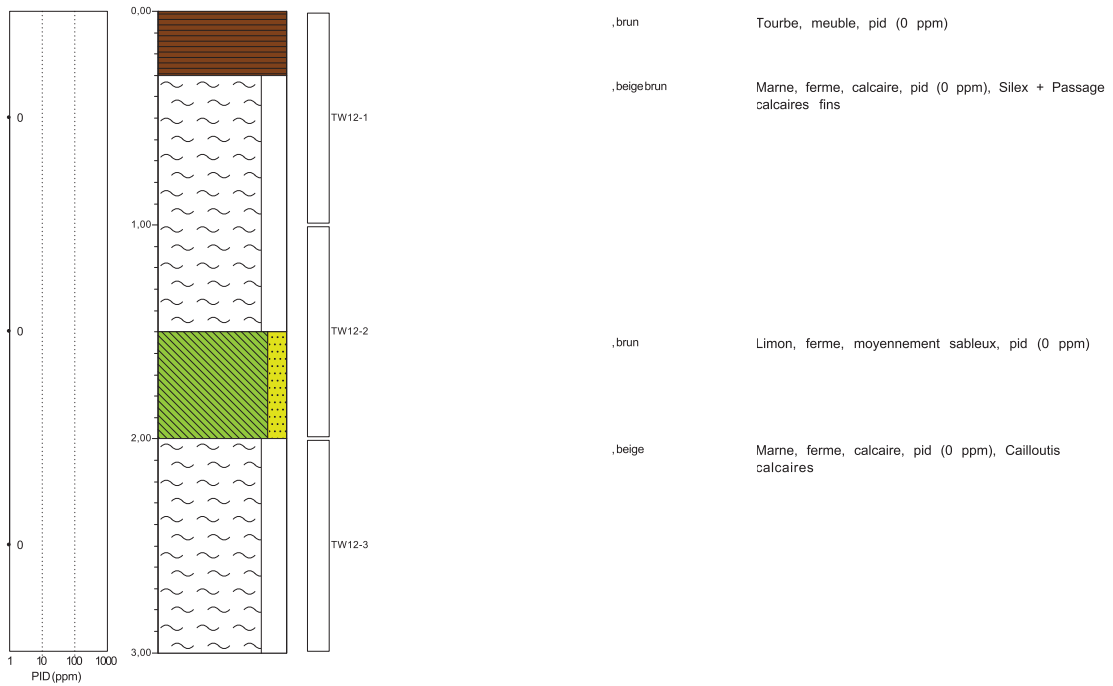 0,00
,brun
Tourbe, meuble, pid (0 ppm)
,beige brun
Marne, ferme, calcaire, pid (0 ppm), Silex + Passage
calcaires fins
0
TW12-1
1,00
0
TW12-2
,brun
Limon, ferme, moyennement sableux, pid (0 ppm)
2,00
,beige
Marne, ferme, calcaire, pid (0 ppm), Cailloutis
calcaires
0
TW12-3
3,00
1 10 100 1000
PID (ppm)